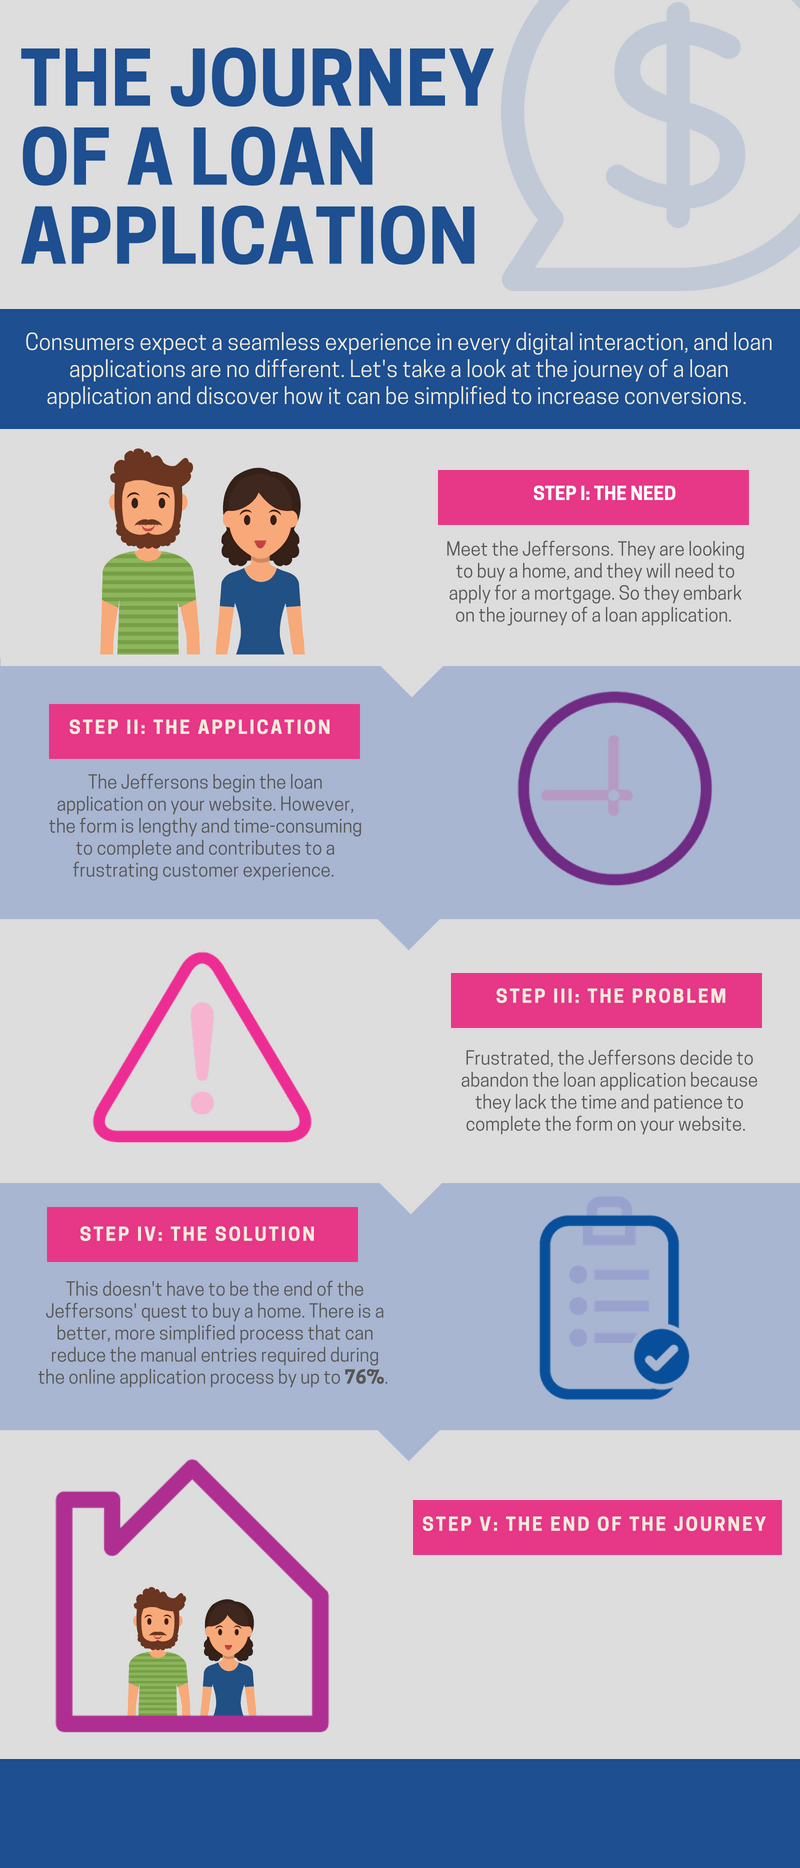 THE JOURNEY
OF A LOAN
APPLICATION
Consumers expect a seamless experience in every digital interaction, and loan
applications are no different. Let's take a look at the journey of a loan
application and discover how it can be simplified to increase conversions.
STEP I: THE NEED
Meet the Jeffersons. They are looking
to buy a home, and they will need to
apply for a mortgage. So they embark
on the journey of a loan application.
STEP II: THE APPLICATION
The Jeffersons begin the loan
application on your website. However,
the form is lengthy and time-consuming
to complete and contributes to a
frustrating customer experience.
STEP III: THE PROBLEM
Frustrated, the Jeffersons decide to
abandon the loan application because
they lack the time and patience to
complete the form on your website.
STEP IV: THE SOLUTION
This doesn't have to be the end of the
Jeffersons' quest to buy a home. There is a
better, more simplified process that can
reduce the manual entries required during
the online application process by up to 76%.
STEP V: THE END OF THE JOURNEY